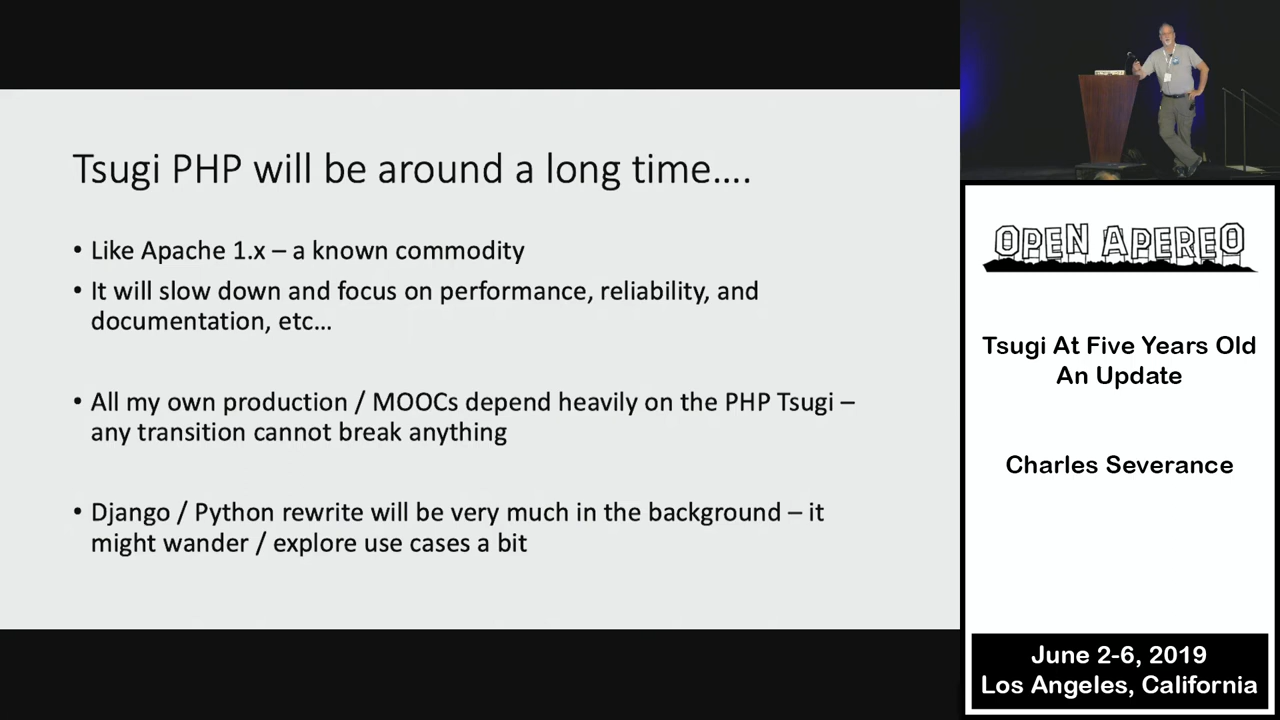 Tsugi PHP will be around a long time....
• Like Apache 1.x – a known commodity
• It will slow down and focus on performance, reliability, and
documentation, etc...
• All my own production / MOOCs depend heavily on the PHP Tsugi –
any transition cannot break anything
• Django / Python rewrite will be very much in the background – it
might wander / explore use cases a bit
OPEN APEREO
Tsugi At Five Years Old
An Update
Charles Severance
June 2-6, 2019
Los Angeles, California